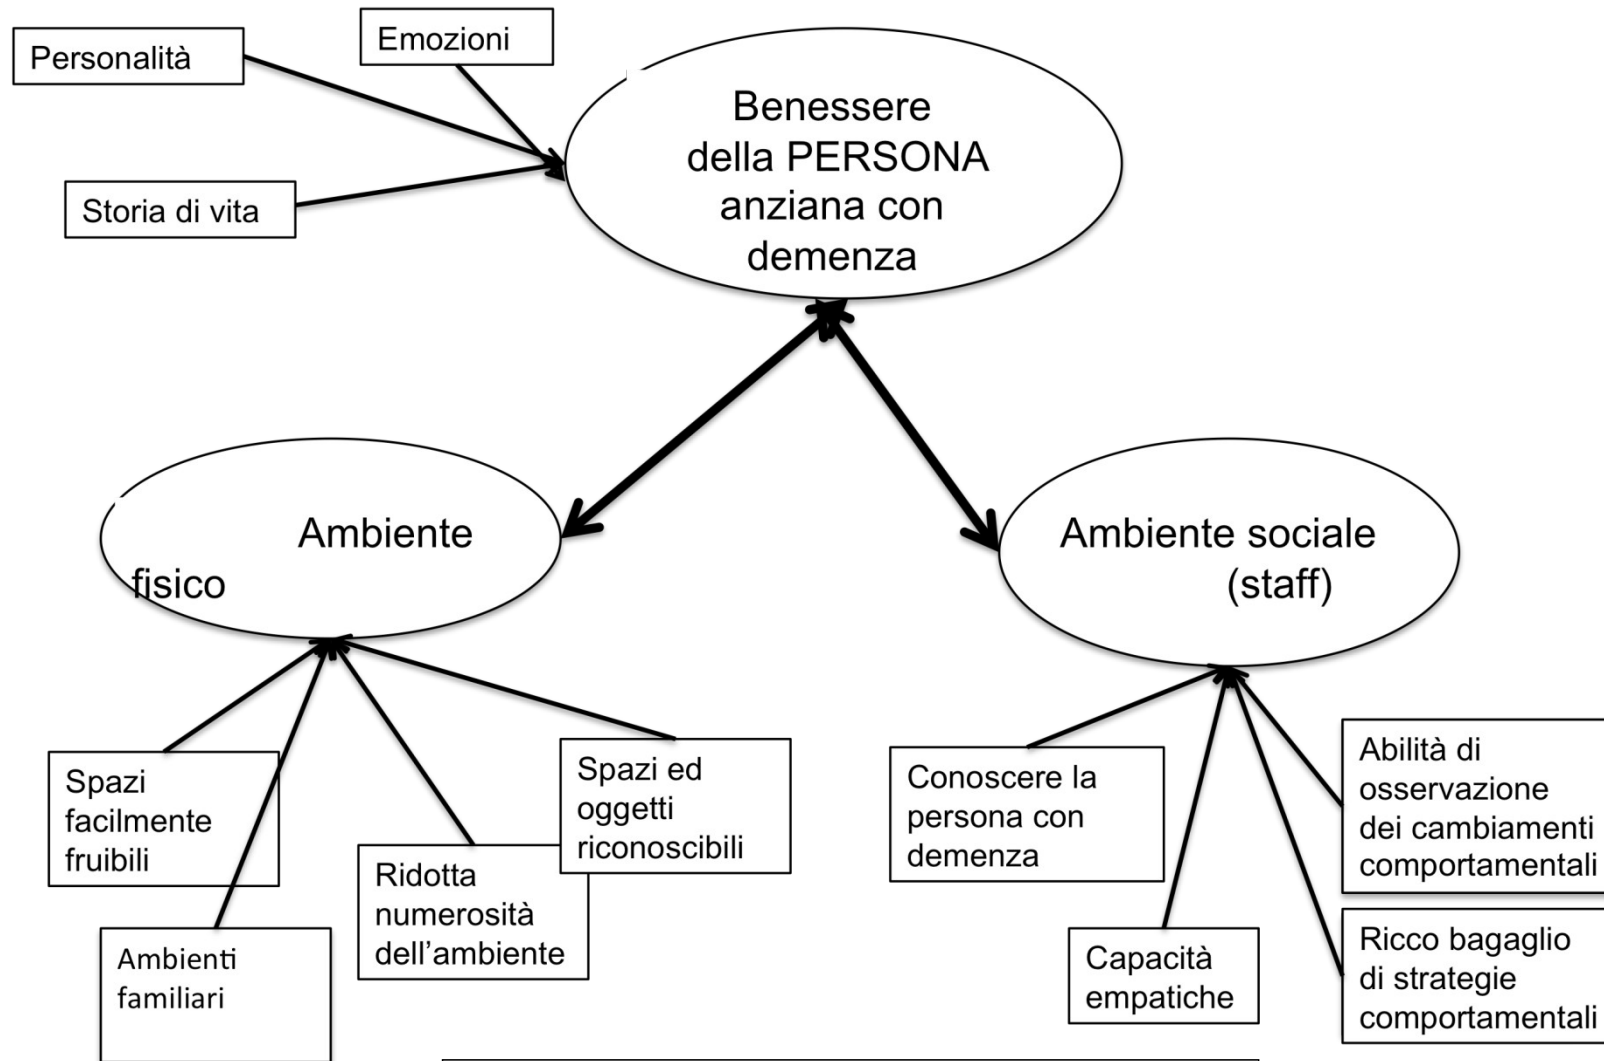 Personalità
Emozioni
Storia di vita
Benessere
della PERSONA
anziana con
demenza
Ambiente
fisico
Ambiente sociale
(staff)
Spazi
facilmente
fruibili
Ambienti
familiari
Ridotta
numerosità
dell’ambiente
Spazi ed
oggetti
riconoscibili
Conoscere la
persona con
demenza
Capacità
empatiche
Abilità di
osservazione
dei cambiamenti
comportamentali
Ricco bagaglio
di strategie
comportamentali